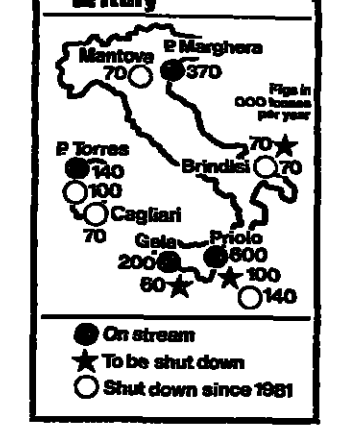 Mantova
70
P. Marghera
370
Figs in
000 tonnes
per year
70
Brindisi
70
P. Torres
140
100
Cagliari
70
Gela
200
60
Priolo
600
100
140
On stream
To be shut down
Shut down since 1981